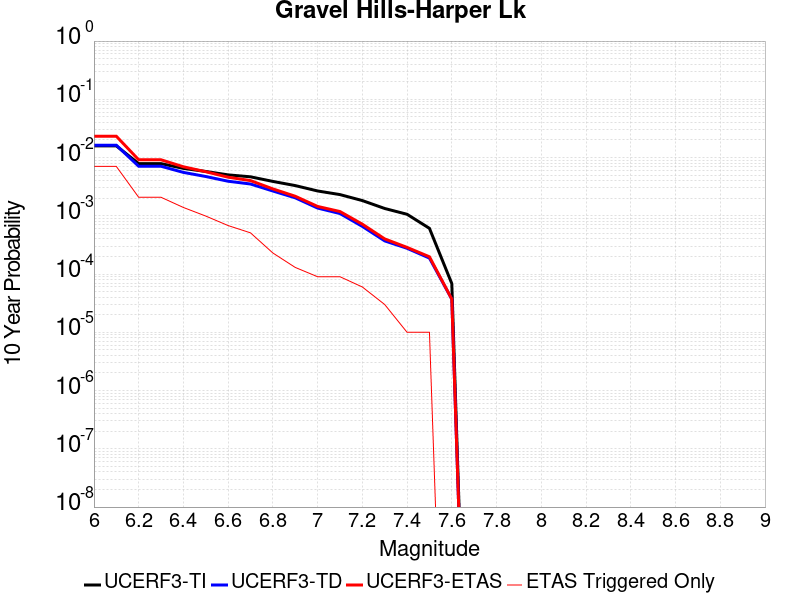 Gravel Hills-Harper Lk
10^0
10^-1
10^-2
10^-3
10^-4
10^-5
10^-6
10^-7
10^-8
10 Year Probability
6 6.2 6.4 6.6 6.8 7 7.2 7.4 7.6 7.8 8 8.2 8.4 8.6 8.8 9
Magnitude
UCERF3-TI UCERF3-TD UCERF3-ETAS ETAS Triggered Only